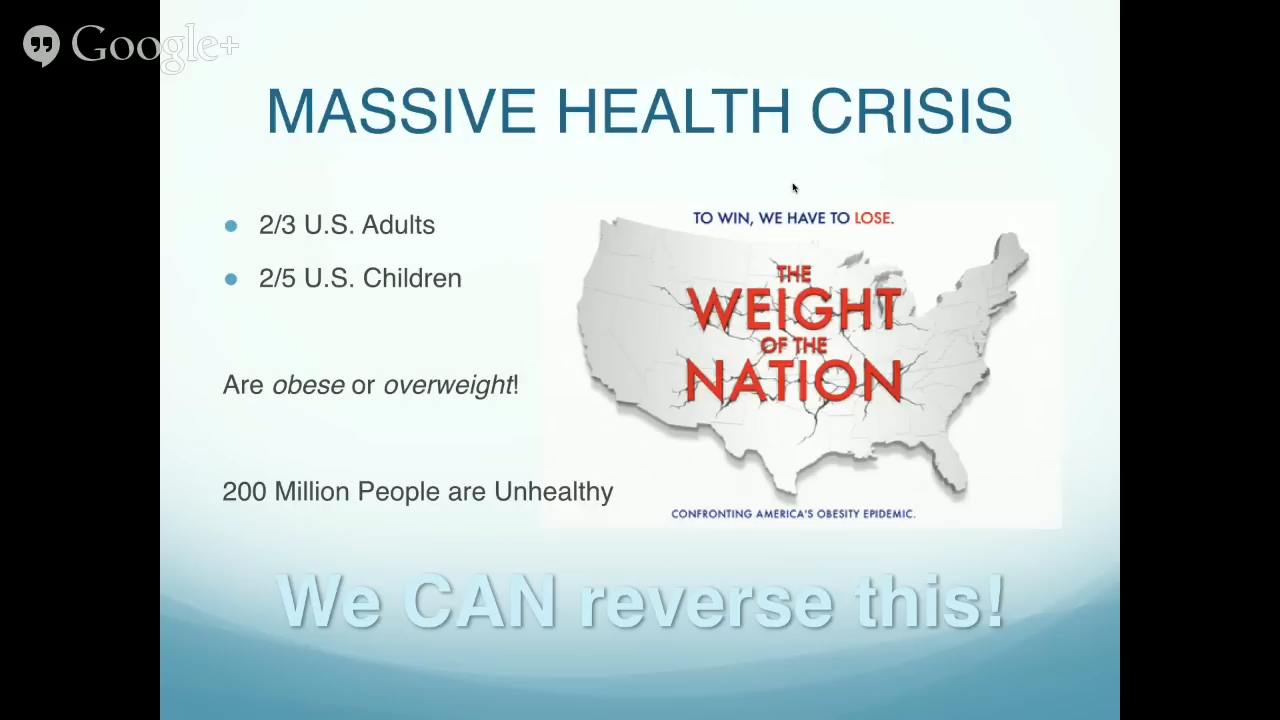 Google+
MASSIVE HEALTH CRISIS
2/3 U.S. Adults
2/5 U.S. Children
Are obese or overweight!
200 Million People are Unhealthy
TO WIN, WE HAVE TO LOSE.
THE
WEIGHT
OF THE
NATION
CONFRONTING AMERICA'S OBESITY EPIDEMIC.
We CAN reverse this!